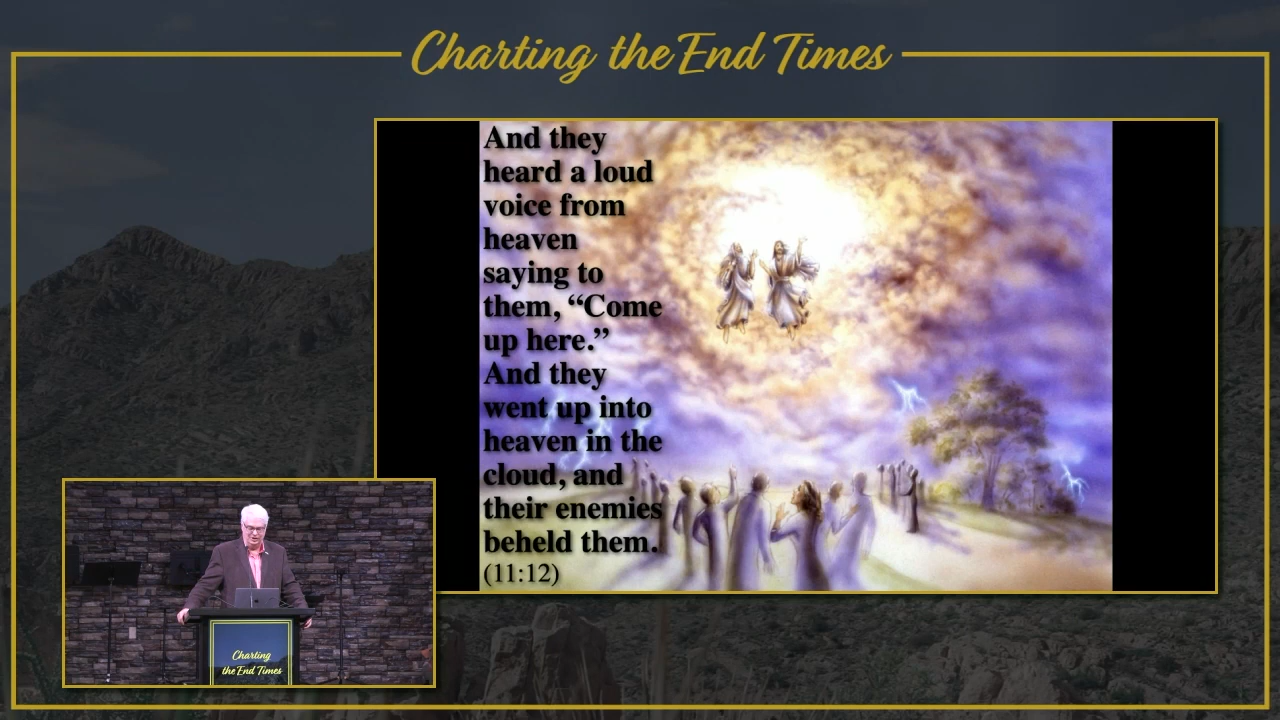 Charting the End Times
And they
heard a loud
voice from
heaven
saying to
them, “Come
up here.”
And they
went up into
heaven in the
cloud, and
their enemies
beheld them.
(11:12)
Charting
the End Times